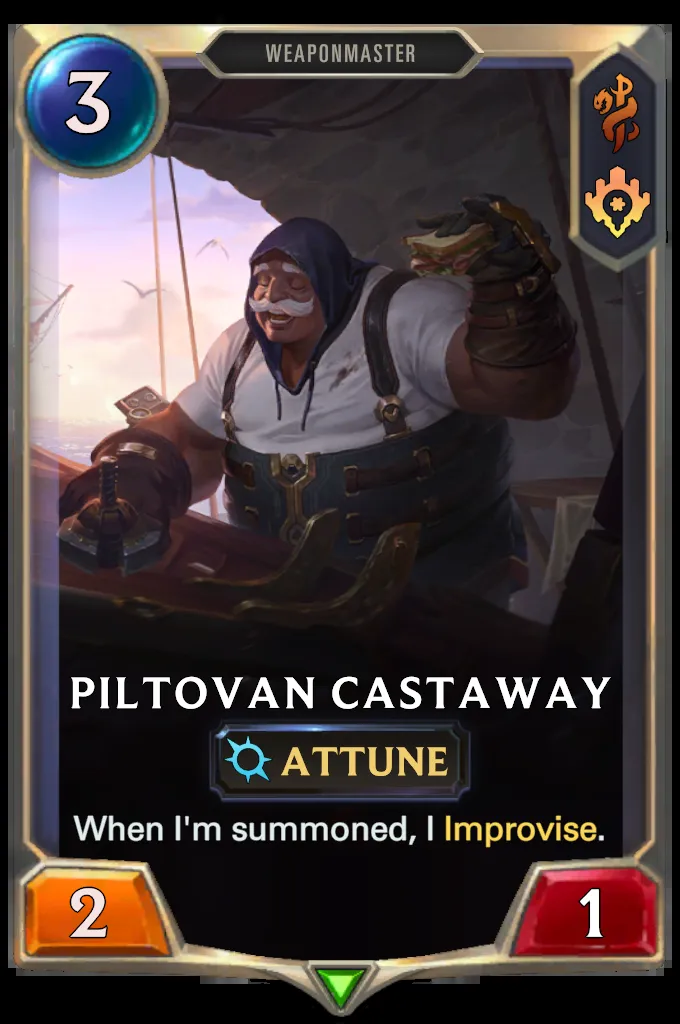 WEAPONMASTER
3
PILTOVAN CASTAWAY
ATTUNE
When I'm summoned, I Improvise.
2
1